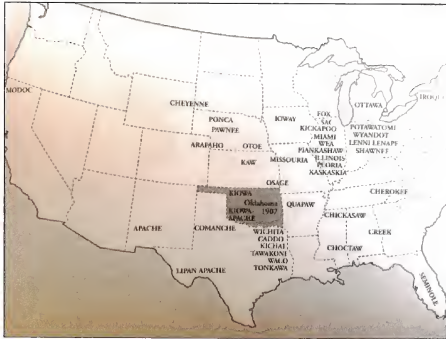 MODOC
CHEYENNE
PONCA
PAWNEE
ARAPAHO
OTOE
KAW
IOWAY
MISSOURIA
OSAGE
FOX
SAC
KICKAPOO
MIAMI
WEA
PIANKASHAW
ILLINOIS
PEORIA
KASKASKIA
OTTAWA
POTAWATOMI
WYANDOT
LENNI LENAPE
SHAWNEE
KIOWA
Oklahoma
1907
KIOWA
APACHE
QUAPAW
CHEROKEE
CHICKASAW
CREEK
CHOCTAW
SEMINOLE
APACHE
COMANCHE
WICHITA
CADDO
KICHAI
TAWAKONI
WACO
TONKAWA
LIPAN APACHE